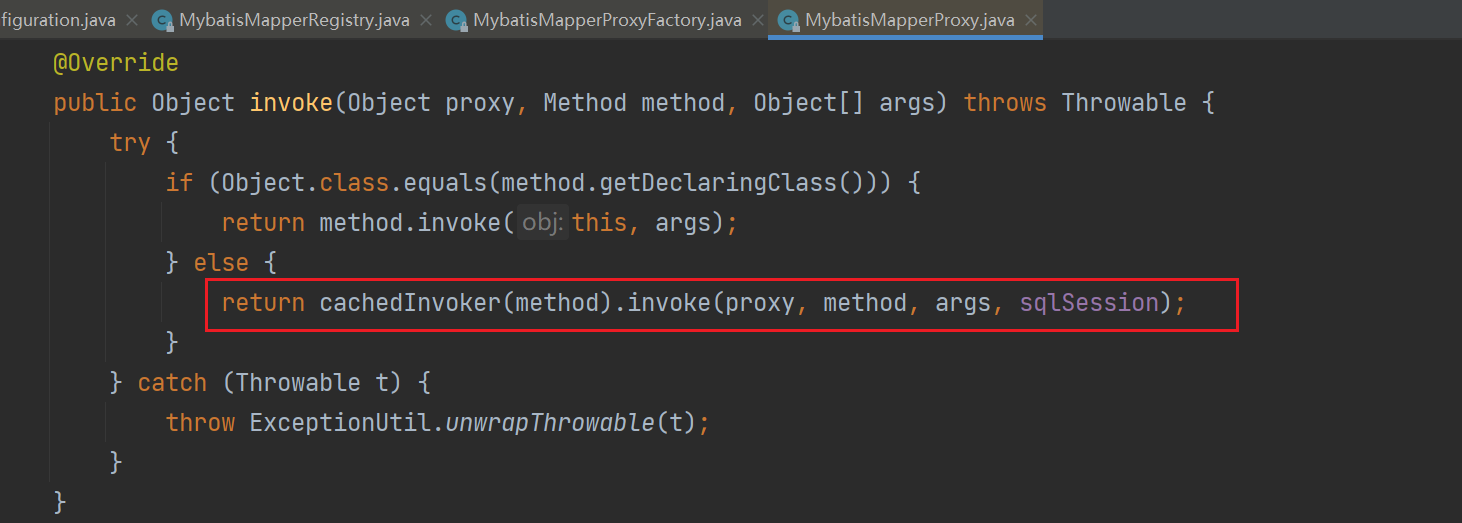 figuration.java MybatisMapperRegistry.java MybatisMapperProxyFactory.java MybatisMapperProxy.java
@Override
public Object invoke(Object proxy, Method method, Object[] args) throws Throwable {
try {
if (Object.class.equals(method.getDeclaringClass())) {
return method.invoke( obj: this, args);
} else {
return cachedInvoker(method).invoke(proxy, method, args, sqlSession);
}
} catch (Throwable t) {
throw ExceptionUtil.unwrapThrowable(t);
}
}